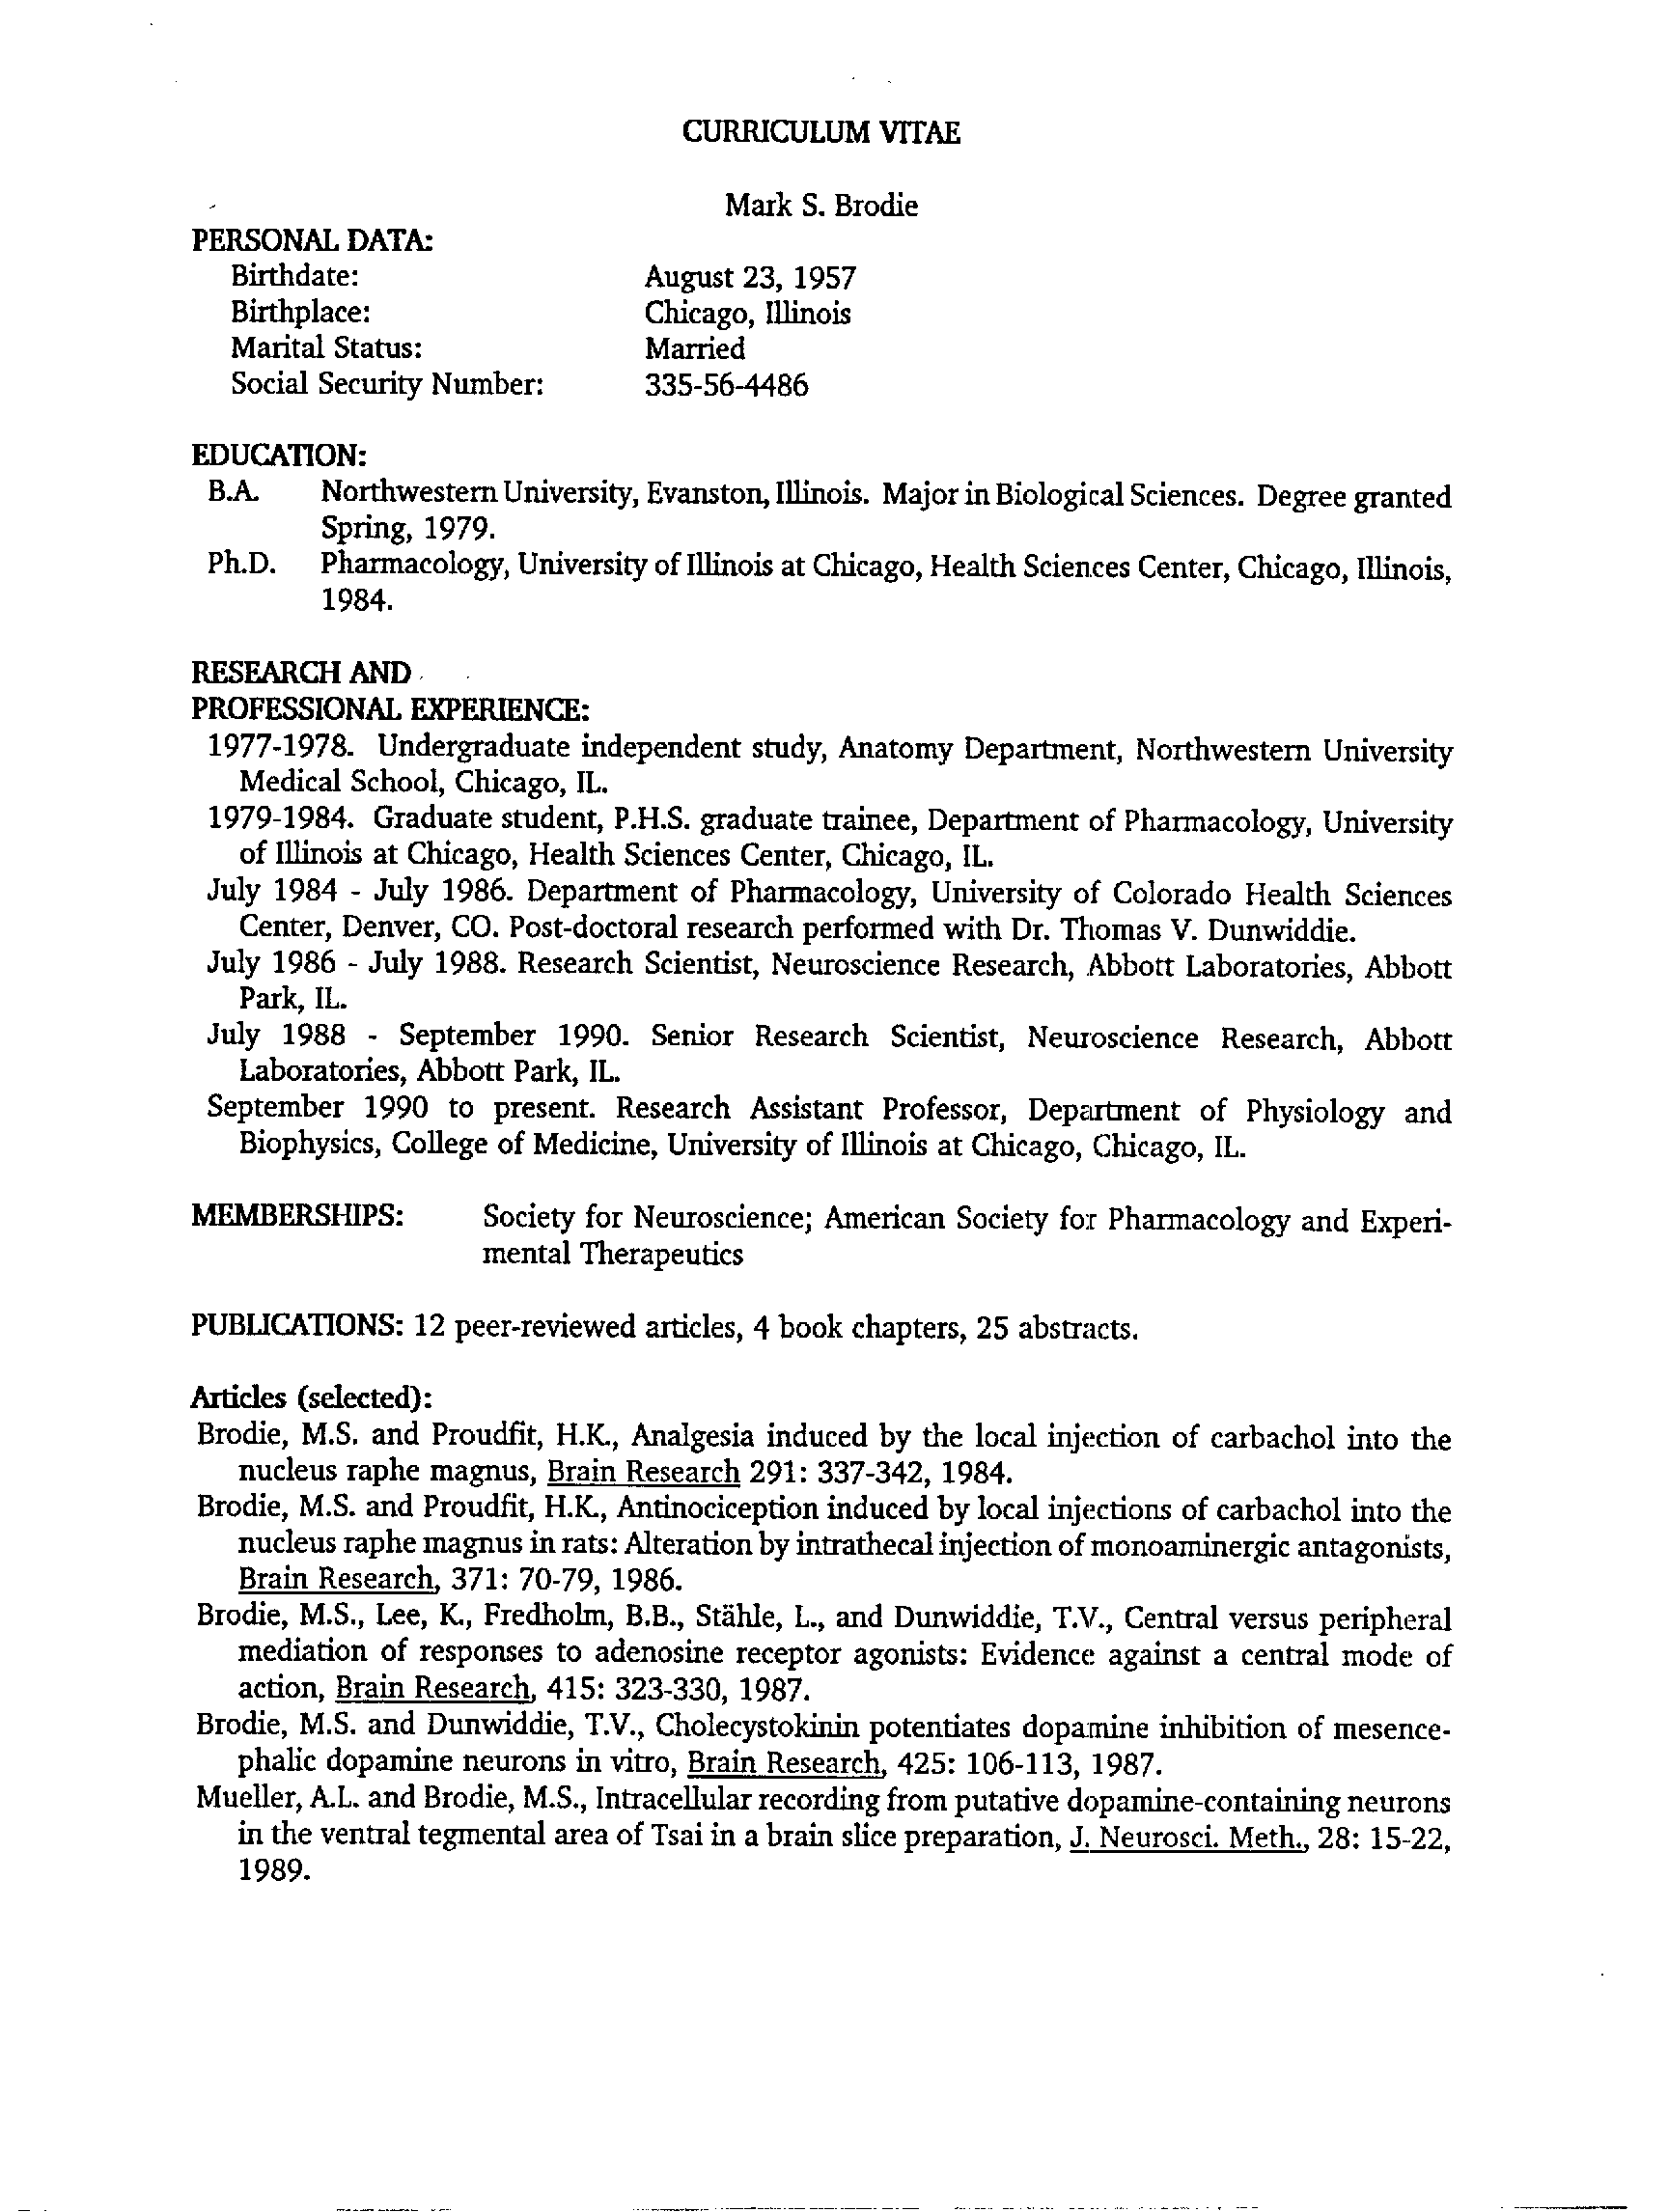 CURRICULUM VITAE
Mark S. Brodie
PERSONAL DATA:
Birthdate: August 23, 1957
Birthplace: Chicago, Illinois
Marital Status: Married
Social Security Number: 335-56-4486
EDUCATION:
B.A. Northwestern University, Evanston, Illinois. Major in Biological Sciences. Degree granted
Spring, 1979.
Ph.D. Pharmacology, University of Illinois at Chicago, Health Sciences Center, Chicago, Illinois,
1984.
RESEARCH AND
PROFESSIONAL EXPERIENCE:
1977-1978. Undergraduate independent study, Anatomy Department, Northwestern University
Medical School, Chicago, IL.
1979-1984. Graduate student, P.H.S. graduate trainee, Department of Pharmacology, University
of Illinois at Chicago, Health Sciences Center, Chicago, IL.
July 1984 - July 1986. Department of Pharmacology, University of Colorado Health Sciences
Center, Denver, CO. Post-doctoral research performed with Dr. Thomas V. Dunwiddie.
July 1986 - July 1988. Research Scientist, Neuroscience Research, Abbott Laboratories, Abbott
Park, IL.
July 1988 - September 1990. Senior Research Scientist, Neuroscience Research, Abbott
Laboratories, Abbott Park, IL.
September 1990 to present. Research Assistant Professor, Department of Physiology and
Biophysics, College of Medicine, University of Illinois at Chicago, Chicago, IL.
MEMBERSHIPS: Society for Neuroscience; American Society for Pharmacology and Experi-
mental Therapeutics
PUBLICATIONS: 12 peer-reviewed articles, 4 book chapters, 25 abstracts.
Articles (selected):
Brodie, M.S. and Proudfit, H.K., Analgesia induced by the local injection of carbachol into the
nucleus raphe magnus, Brain Research 291: 337-342, 1984.
Brodie, M.S. and Proudfit, H.K., Antinociception induced by local injections of carbachol into the
nucleus raphe magnus in rats: Alteration by intrathecal injection of monoaminergic antagonists,
Brain Research, 371: 70-79, 1986.
Brodie, M.S., Lee, K., Fredholm, B.B., Ståhle, L., and Dunwiddie, T.V., Central versus peripheral
mediation of responses to adenosine receptor agonists: Evidence against a central mode of
action, Brain Research, 415: 323-330, 1987.
Brodie, M.S. and Dunwiddie, T.V., Cholecystokinin potentiates dopamine inhibition of mesence-
phalic dopamine neurons in vitro, Brain Research, 425: 106-113, 1987.
Mueller, A.L. and Brodie, M.S., Intracellular recording from putative dopamine-containing neurons
in the ventral tegmental area of Tsai in a brain slice preparation, J. Neurosci. Meth., 28: 15-22,
1989.